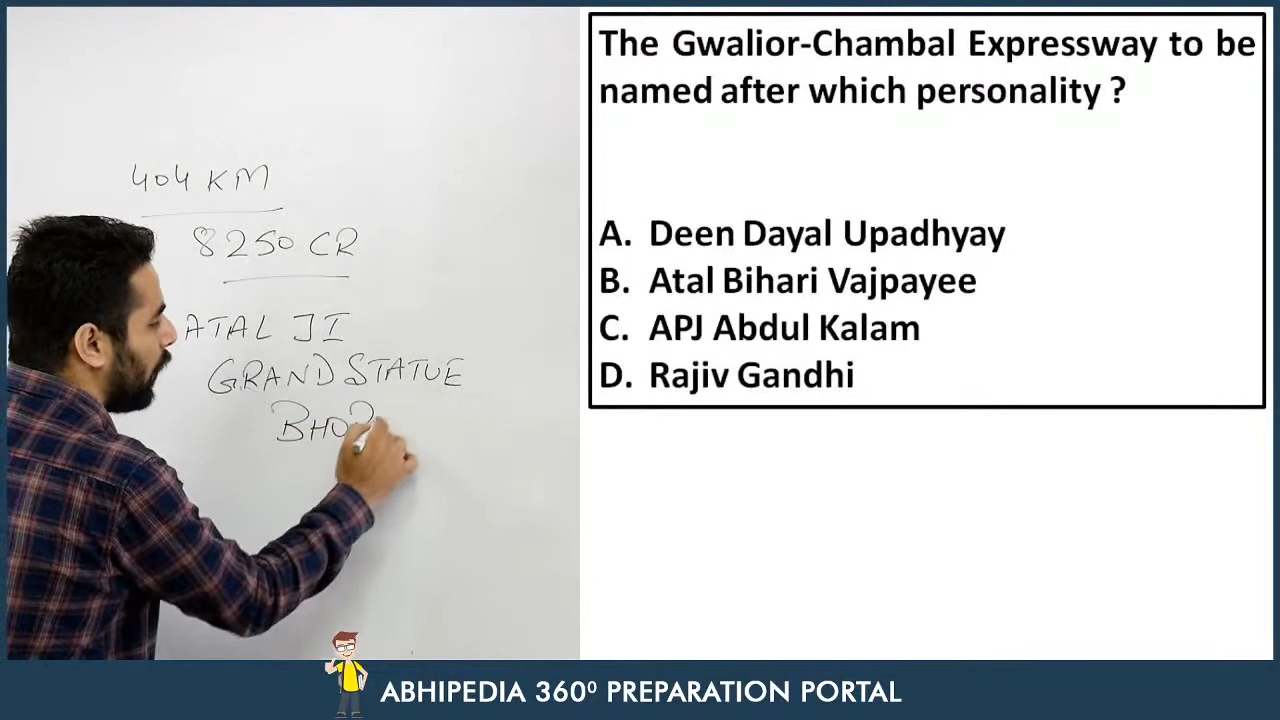 404 KM
8250 CR
ATAL JI
GRAND STATUE
The Gwalior-Chambal Expressway to be
named after which personality ?
A. Deen Dayal Upadhyay
B. Atal Bihari Vajpayee
C. APJ Abdul Kalam
D. Rajiv Gandhi
ABHIPEDIA 360⁰ PREPARATION PORTAL